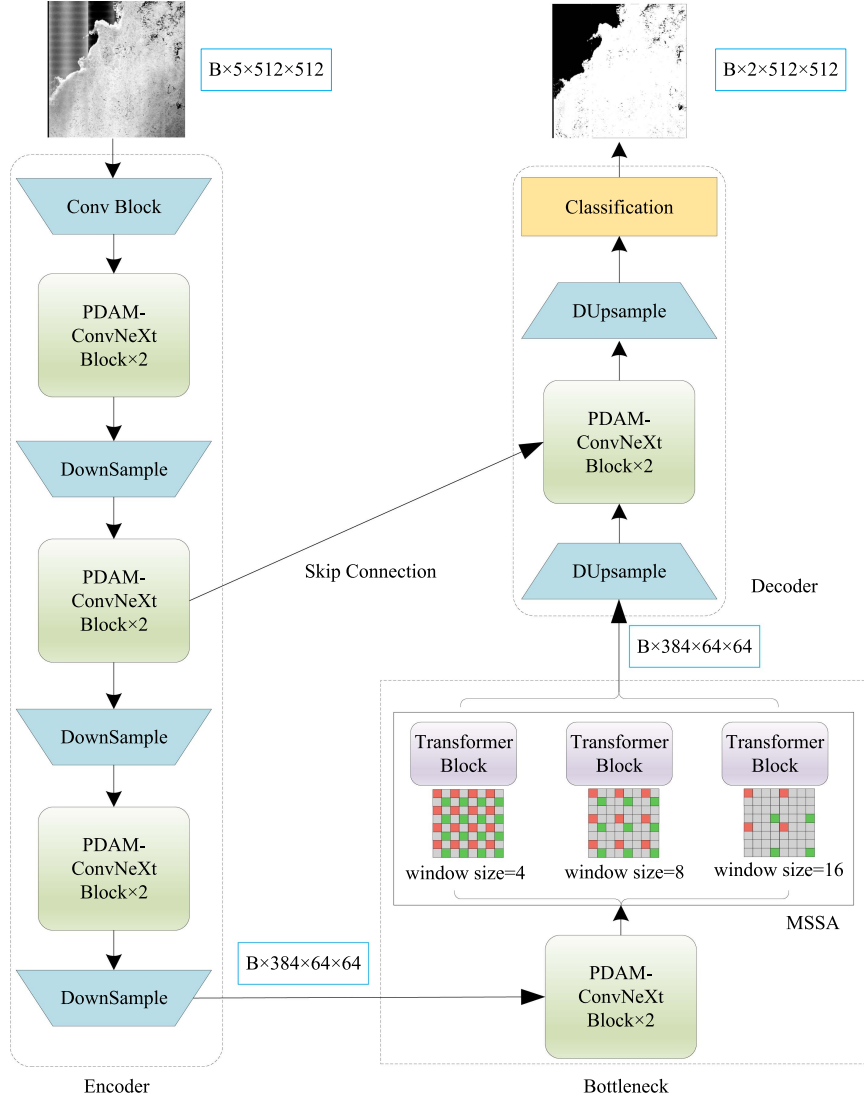 B×5×512×512
Conv Block
PDAM-
ConvNeXt
Block×2
DownSample
PDAM-
ConvNeXt
Block×2
DownSample
PDAM-
ConvNeXt
Block×2
DownSample
Encoder
B×384×64×64
Skip Connection
B×2×512×512
Classification
DUpsample
PDAM-
ConvNeXt
Block×2
DUpsample
Decoder
B×384×64×64
Transformer
Block
Transformer
Block
Transformer
Block
window size=4
window size=8
window size=16
MSSA
PDAM-
ConvNeXt
Block×2
Bottleneck